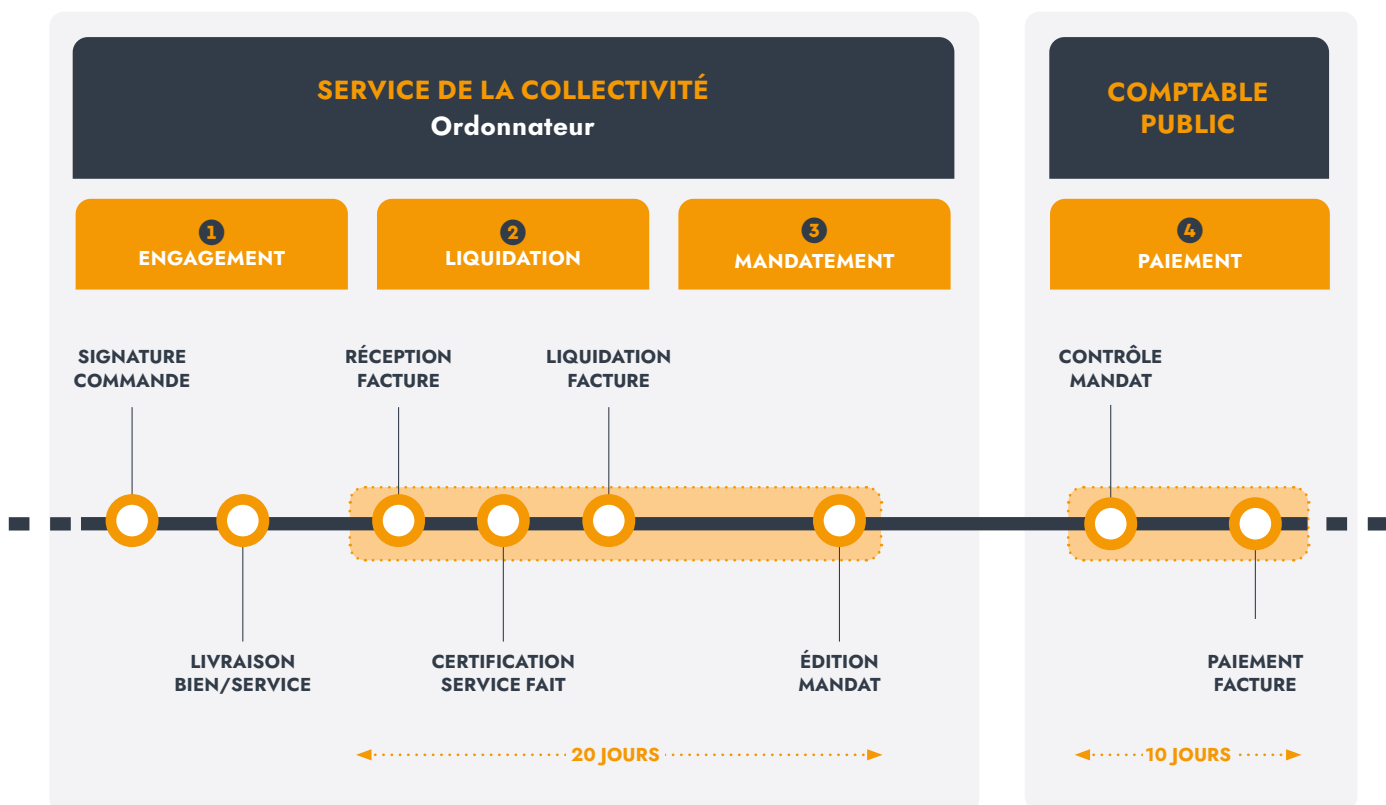 SERVICE DE LA COLLECTIVITÉ
Ordonnateur
COMPTABLE
PUBLIC
1
ENGAGEMENT
2
LIQUIDATION
3
MANDATEMENT
4
PAIEMENT
SIGNATURE
COMMANDE
RÉCEPTION
FACTURE
LIQUIDATION
FACTURE
CONTRÔLE
MANDAT
LIVRAISON
BIEN/SERVICE
CERTIFICATION
SERVICE FAIT
ÉDITION
MANDAT
PAIEMENT
FACTURE
20 JOURS
10 JOURS